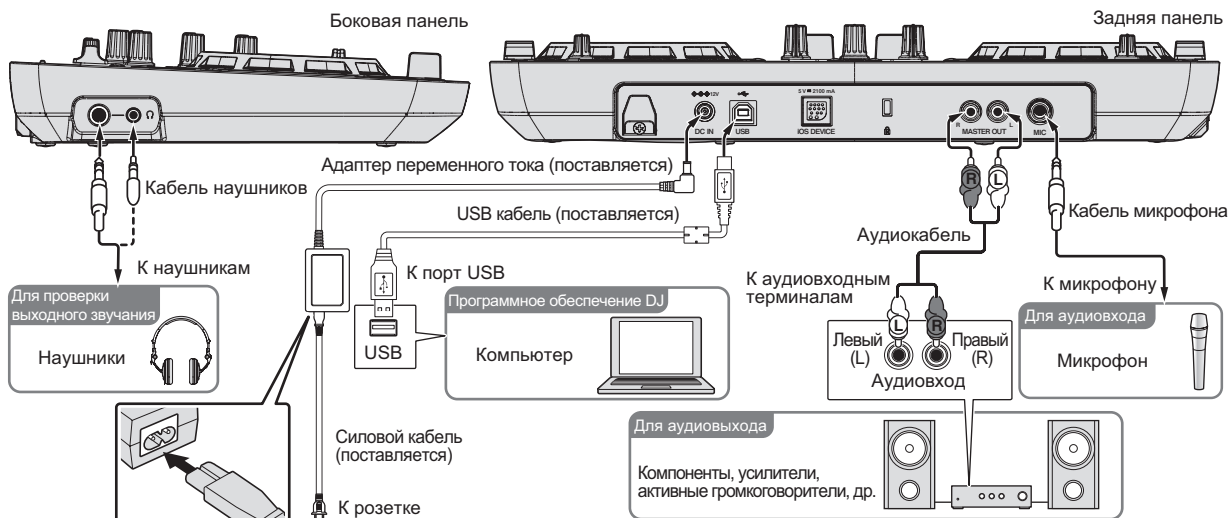 Боковая панель
Задняя панель
12V
DC IN
USB
5 V 2100 mA
iOS DEVICE
R
MASTER OUT
L
MIC
Адаптер переменного тока (поставляется)
Кабель наушников
USB кабель (поставляется)
R
L
Кабель микрофона
Аудиокабель
К наушникам
К порт USB
К аудиовходным
терминалам
К микрофону
Для проверки
выходного звучания
Наушники
USB
Программное обеспечение DJ
Компьютер
L
R
Левый
(L)
Правый
(R)
Аудиовход
Для аудиовхода
Микрофон
Силовой кабель
(поставляется)
К розетке
Для аудиовыхода
Компоненты, усилители,
активные громкоговорители, др.